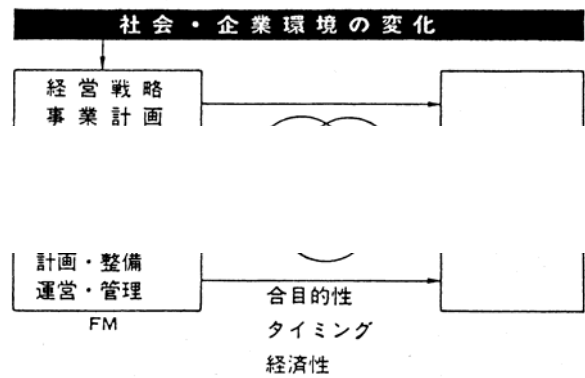 社会・企業環境の変化
経営戦略
事業計画
計画・整備
運営・管理
FM
合目的性
タイミング
経済性